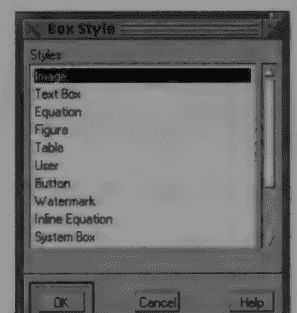 Box Style
Styles:
Image
Text Box
Equation
Figure
Table
User
Button
Watermark
Inline Equation
System Box
OK
Cancel
Help